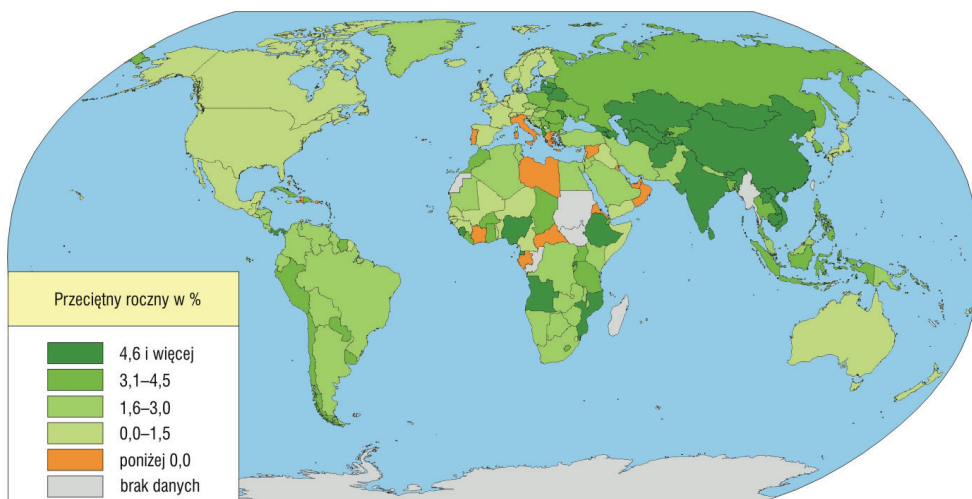 Przeciętny roczny w %
4,6 i więcej
3,1–4,5
1,6–3,0
0,0–1,5
poniżej 0,0
brak danych